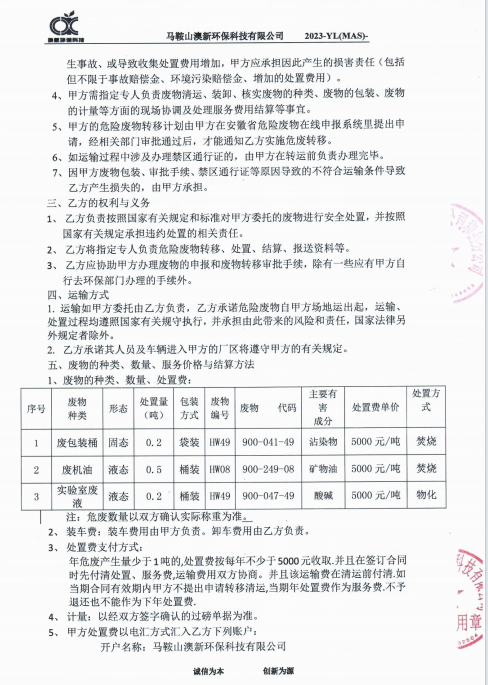 澳新环保科技
马鞍山澳新环保科技有限公司 2023-YL(MAS)-
生事故、或导致收集处置费用增加，甲方应承担因此产生的损害责任（包括
但不限于事故赔偿金、环境污染赔偿金、增加的处置费用）。
4、甲方需指定专人负责废物清运、装卸、核实废物的种类、废物的包装、废物
的计量等方面的现场协调及处理服务费用结算等事宜。
5、甲方的危险废物转移计划由甲方在安徽省危险废物在线申报系统里提出申
请，经相关部门审批通过后，才能通知乙方实施危废转移。
6、如运输过程中涉及办理禁区通行证的，由甲方在转运前负责办理完毕。
7、因甲方废物包装、审批手续、禁区通行证等原因导致的不符合运输条件导致
乙方产生损失的，由甲方承担。
三、乙方的权利与义务
1、乙方负责按照国家有关规定和标准对甲方委托的废物进行安全处置，并按照
国家有关规定承担违约处置的相关责任。
2、乙方将指定专人负责危险废物转移、处置、结算、报送资料等。
3、乙方应协助甲方办理废物的申报和废物转移审批手续，除有一些应有甲方自
行去环保部门办理的手续外。
四、运输方式
1. 运输如甲方委托由乙方负责，乙方承诺危险废物自甲方场地运出起，运输、
处置过程均遵照国家有关规守执行，并承担由此带来的风险和责任，国家法律另
外规定者除外。
2. 乙方承诺其人员及车辆进入甲方的厂区将遵守甲方的有关规定。
五、废物的种类、数量、服务价格与结算方法
1、废物的种类、数量、处置费：
序号 废物种类 形态 处置量（吨） 包装方式 废物编号 废物 代码 主要有害成分 处置费单价 处置方式
1 废包装桶 固态 0.2 袋装 HW49 900-041-49 沾染物 5000 元/吨 焚烧
2 废机油 液态 0.5 桶装 HW08 900-249-08 矿物油 5000 元/吨 焚烧
3 实验室废液 液态 0.2 桶装 HW49 900-047-49 酸碱 5000 元/吨 物化
注：危废数量以双方确认实际称重为准。
2、装车费：装车费用由甲方负责。卸车费用由乙方负责。
3、处置费支付方式：
年危废产生量少于1吨的,处置费按每年不少于5000元收取.并且在签订合同
时先付清处置、服务费,运输费用双方协商。并且该运输费在清运前付清.如
当期合同有效期内甲方不提出申请转移清运,当期年处置费作为服务费.不予
退还也不能作为下年处置费.
4、计量：以经双方签字确认的过磅单据为准。
5、甲方处置费以电汇方式汇入乙方下列账户：
开户名称：马鞍山澳新环保科技有限公司
诚信为本 创新为源
科技有限
用章